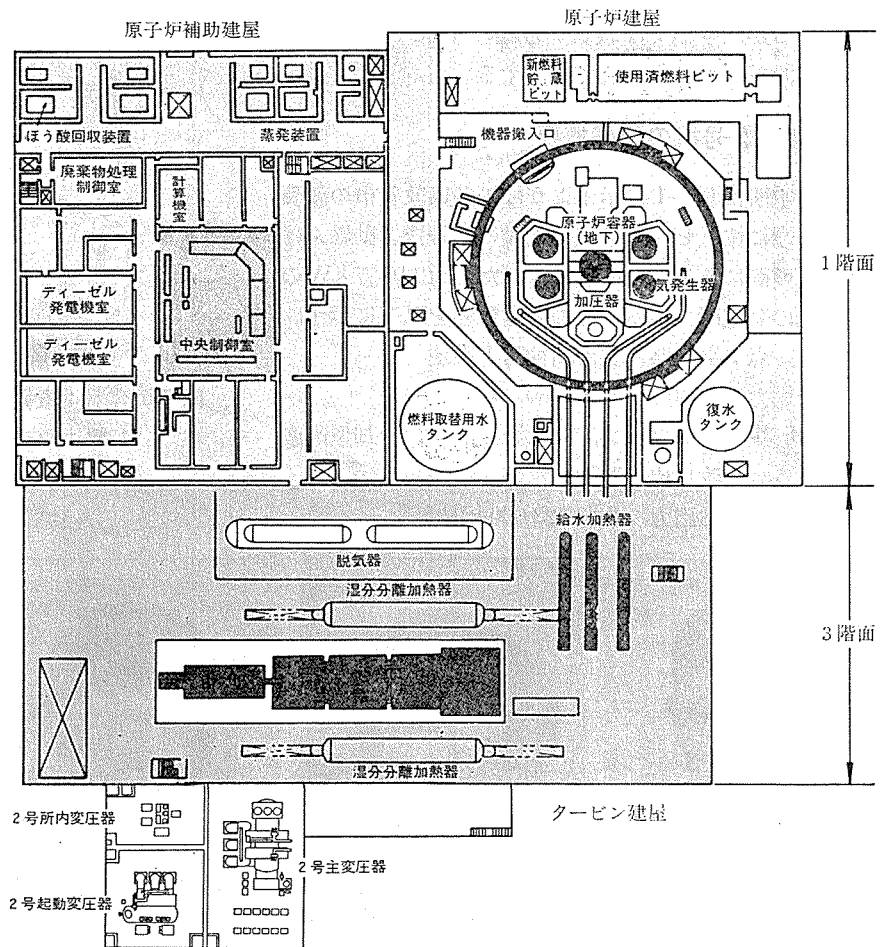 原子炉補助建屋
原子炉建屋
新燃料
貯蔵
ピット
使用済燃料ピット
ほう酸回収装置
蒸発装置
機器搬入口
廃棄物処理
制御室
計算機室
原子炉容器
(地下)
気発生器
加圧器
1階面
ディーゼル
発電機室
ディーゼル
発電機室
中央制御室
燃料取替用水
タンク
復水
タンク
給水加熱器
脱気器
湿分分離加熱器
3階面
湿分分離加熱器
タービン建屋
2号所内変圧器
2号主変圧器
2号起動変圧器